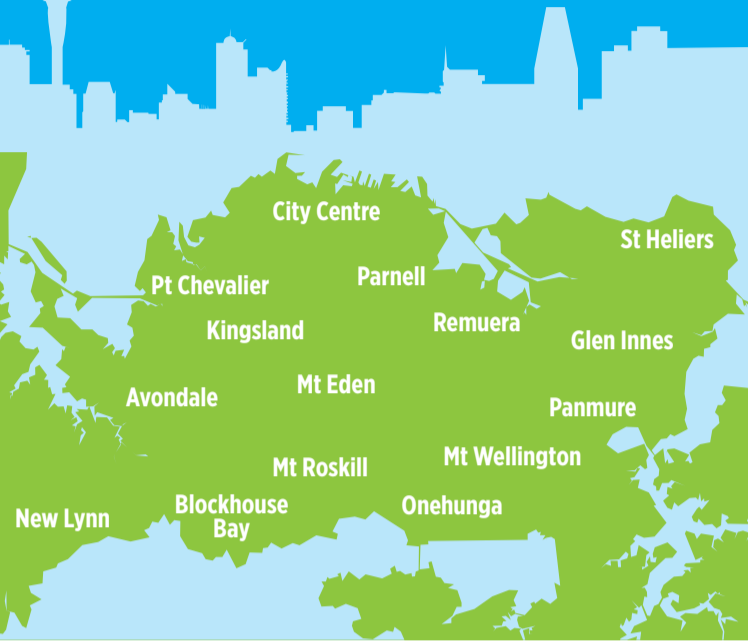 City Centre
St Heliers
Parnell
Pt Chevalier
Remuera
Kingsland
Glen Innes
Mt Eden
Avondale
Panmure
Mt Wellington
Mt Roskill
Blockhouse
Bay
Onehunga
New Lynn